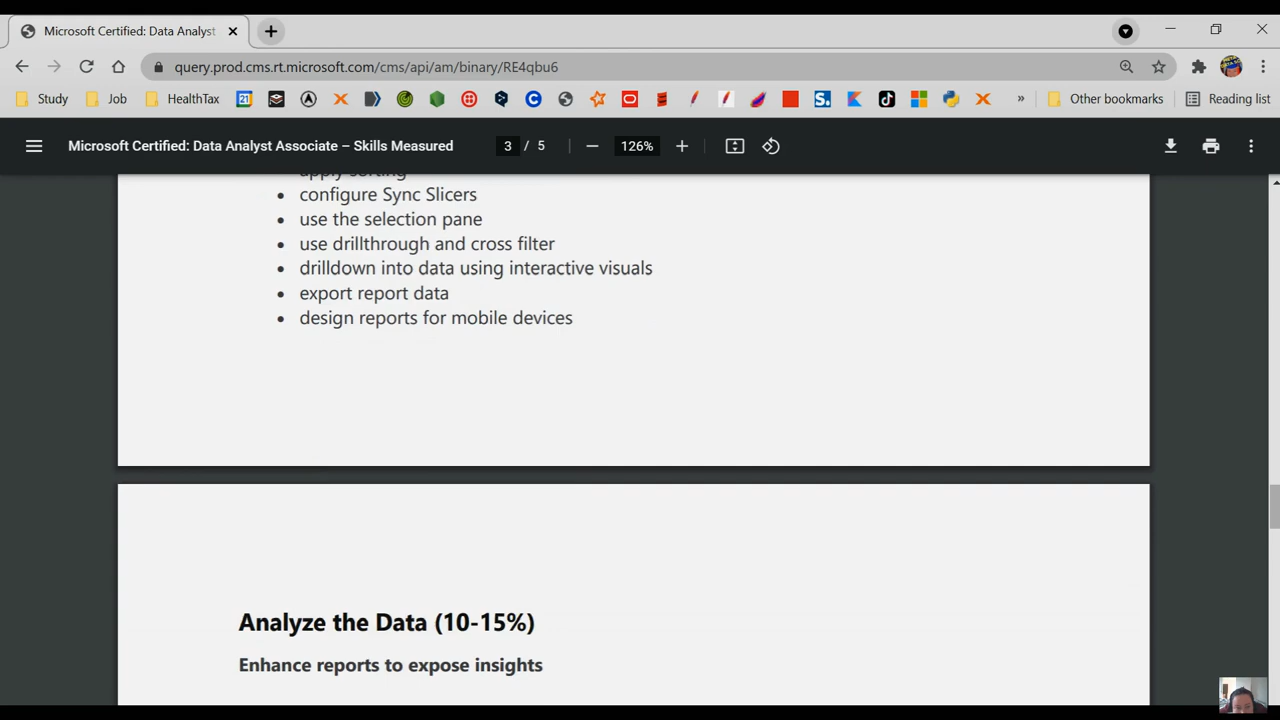 Microsoft Certified: Data Analyst
query.prod.cms.rt.microsoft.com/cms/api/am/binary/RE4qbu6
Study
Job
HealthTax
Other bookmarks
Reading list
Microsoft Certified: Data Analyst Associate – Skills Measured
3 / 5
126%
apply sorting
• configure Sync Slicers
• use the selection pane
• use drillthrough and cross filter
• drilldown into data using interactive visuals
• export report data
• design reports for mobile devices
Analyze the Data (10-15%)
Enhance reports to expose insights